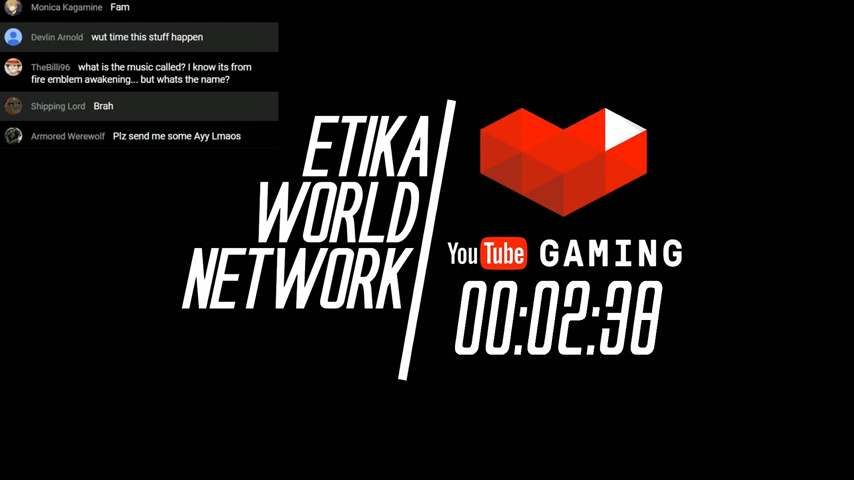 Monica Kagamine Fam
Devlin Arnold wut time this stuff happen
TheBilli96 what is the music called? I know its from
fire emblem awakening... but whats the name?
Shipping Lord Brah
Armored Werewolf Plz send me some Ayy Lmaos
ETIKA
WORLD
NETWORK
YouTube GAMING
00:02:38